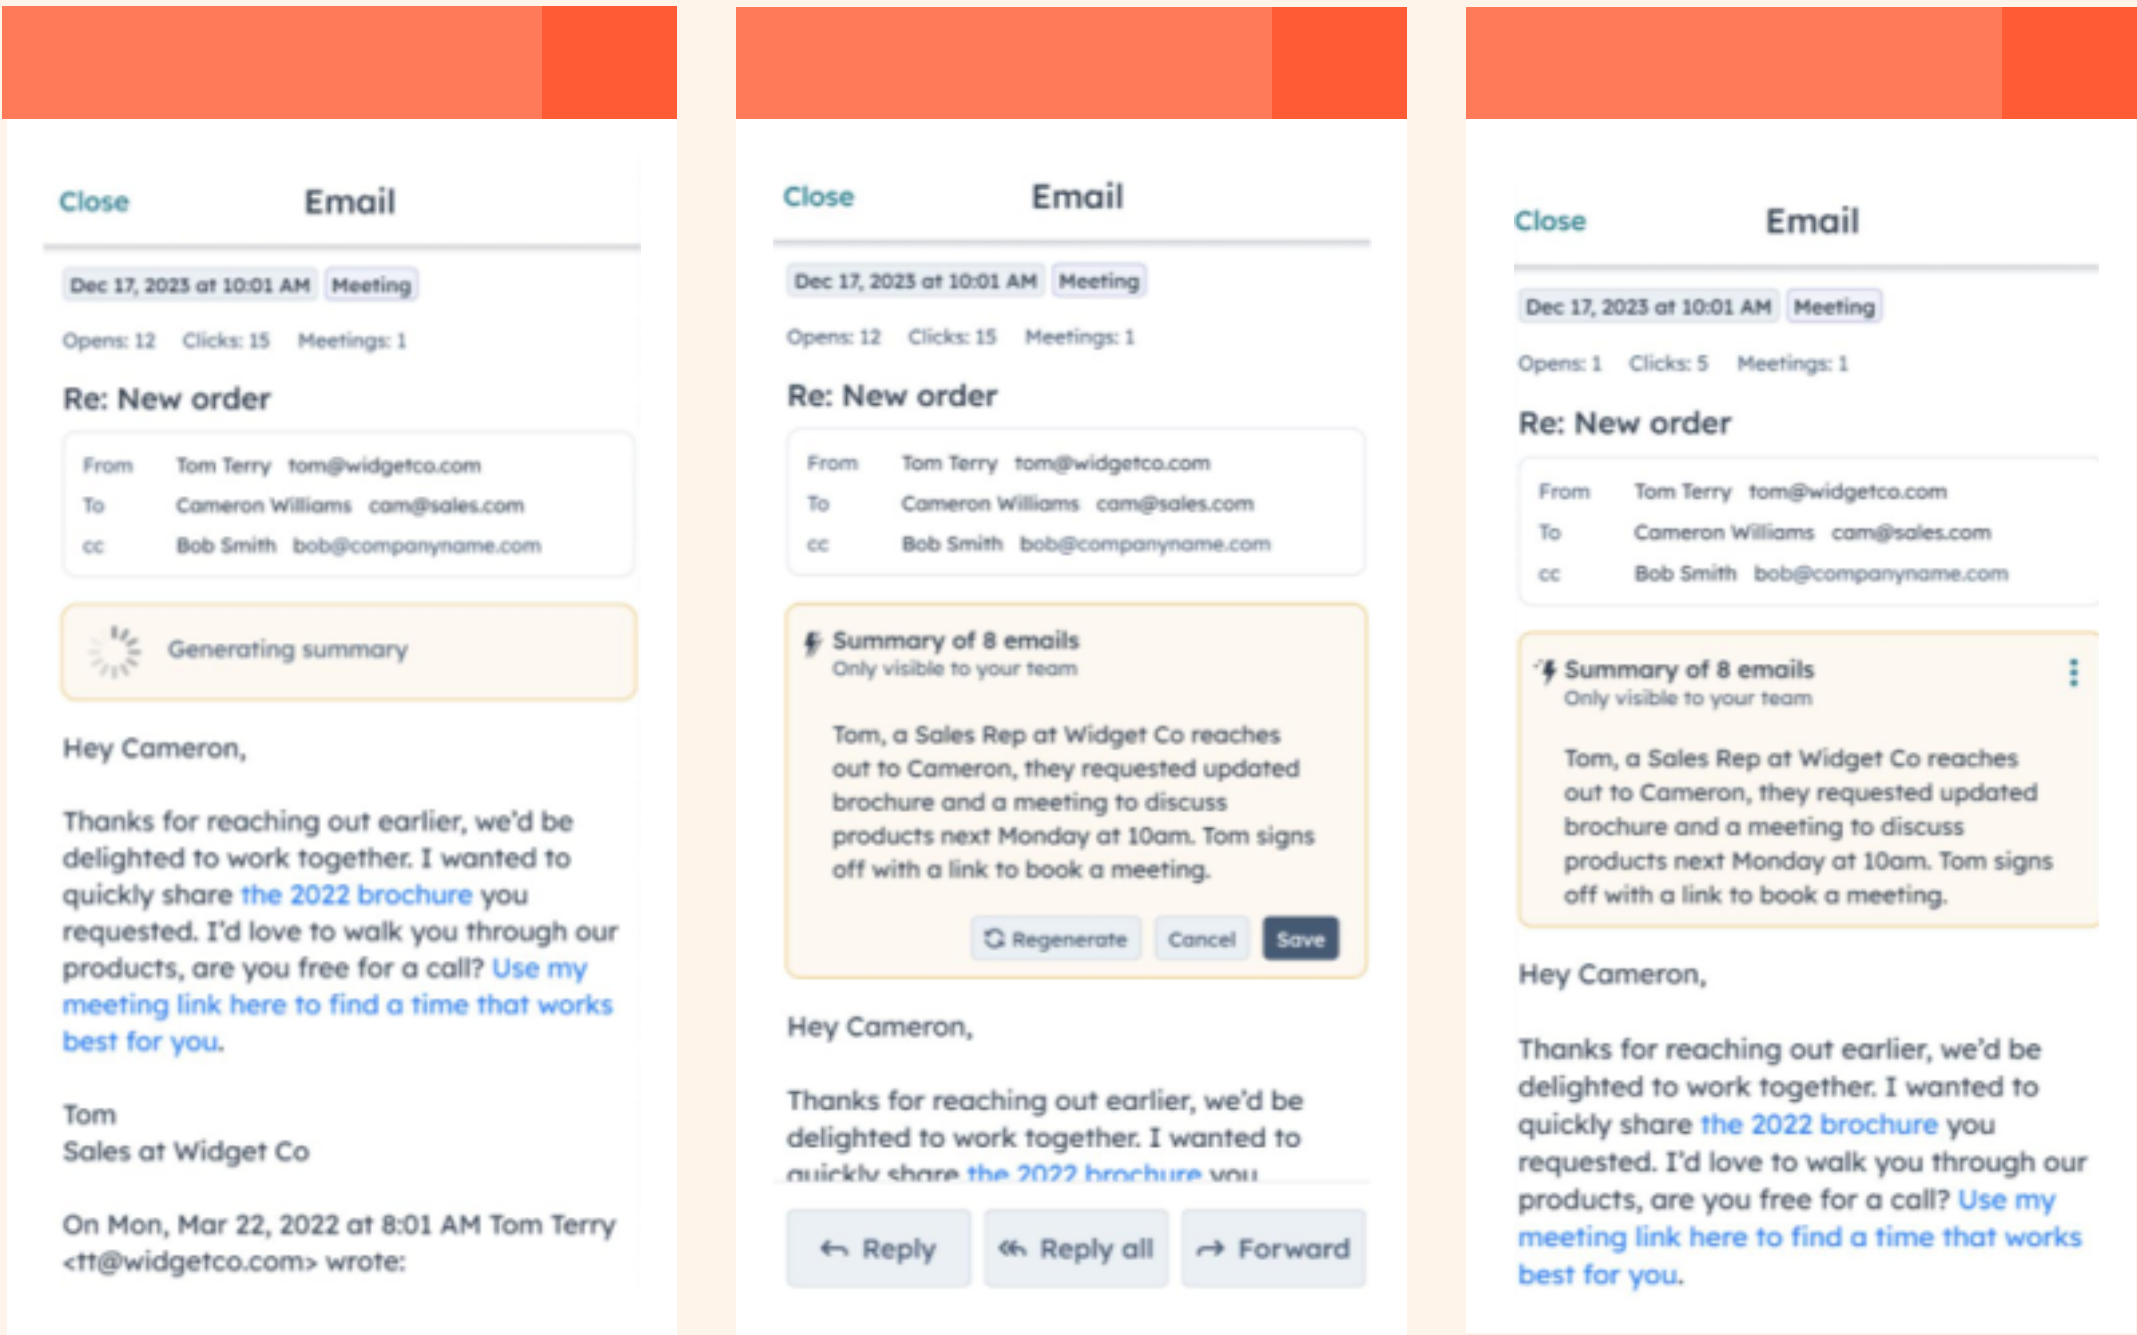 Close Email
Dec 17, 2023 at 10:01 AM Meeting
Opens: 12 Clicks: 15 Meetings: 1
Re: New order
From Tom Terry tom@widgetco.com
To Cameron Williams cam@sales.com
cc Bob Smith bob@companyname.com
Generating summary
Hey Cameron,
Thanks for reaching out earlier, we'd be
delighted to work together. I wanted to
quickly share the 2022 brochure you
requested. I'd love to walk you through our
products, are you free for a call? Use my
meeting link here to find a time that works
best for you.
Tom
Sales at Widget Co
On Mon, Mar 22, 2022 at 8:01 AM Tom Terry
<tt@widgetco.com> wrote:
Close Email
Dec 17, 2023 at 10:01 AM Meeting
Opens: 12 Clicks: 15 Meetings: 1
Re: New order
From Tom Terry tom@widgetco.com
To Cameron Williams cam@sales.com
cc Bob Smith bob@companyname.com
Summary of 8 emails
Only visible to your team
Tom, a Sales Rep at Widget Co reaches
out to Cameron, they requested updated
brochure and a meeting to discuss
products next Monday at 10am. Tom signs
off with a link to book a meeting.
Regenerate Cancel Save
Hey Cameron,
Thanks for reaching out earlier, we'd be
delighted to work together. I wanted to
quickly share the 2022 brochure you
Reply Reply all Forward
Close Email
Dec 17, 2023 at 10:01 AM Meeting
Opens: 1 Clicks: 5 Meetings: 1
Re: New order
From Tom Terry tom@widgetco.com
To Cameron Williams cam@sales.com
cc Bob Smith bob@companyname.com
Summary of 8 emails
Only visible to your team
Tom, a Sales Rep at Widget Co reaches
out to Cameron, they requested updated
brochure and a meeting to discuss
products next Monday at 10am. Tom signs
off with a link to book a meeting.
Hey Cameron,
Thanks for reaching out earlier, we'd be
delighted to work together. I wanted to
quickly share the 2022 brochure you
requested. I'd love to walk you through our
products, are you free for a call? Use my
meeting link here to find a time that works
best for you.